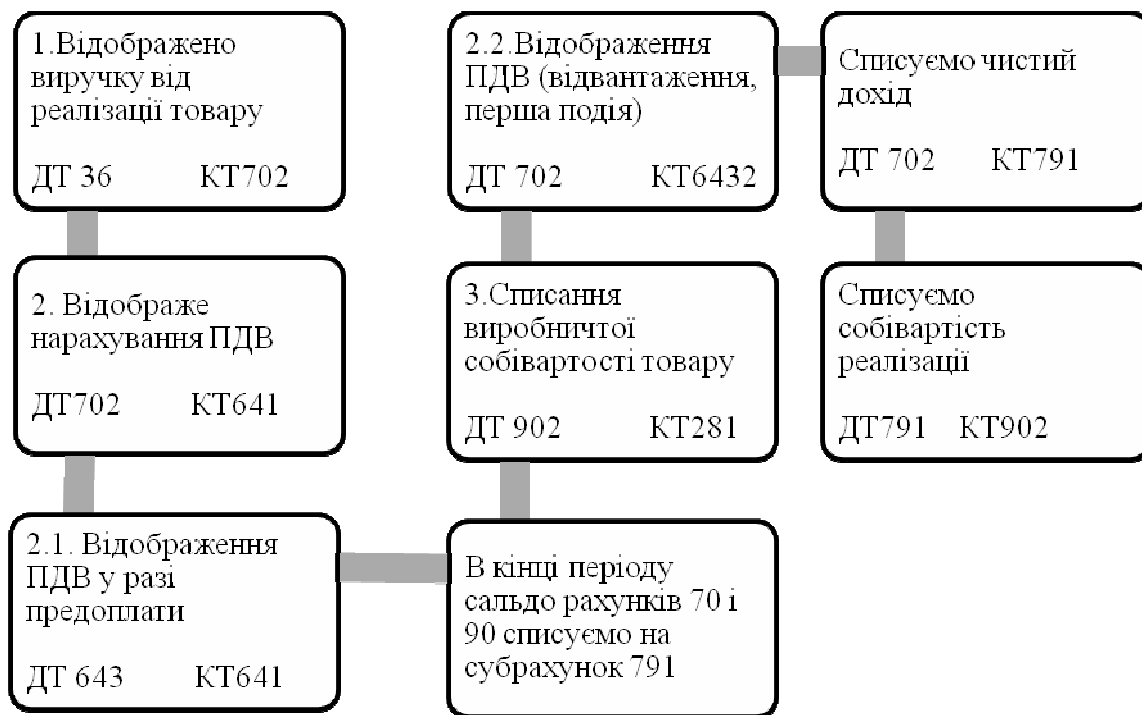 1.Відображено
виручку від
реалізації товару
ДТ 36 КТ702
2. Відображе
нарахування ПДВ
ДТ702 КТ641
2.1. Відображення
ПДВ у разі
предоплати
ДТ 643 КТ641
В кінці періоду
сальдо рахунків 70 і
90 списуємо на
субрахунок 791
3.Списання
виробничтої
собівартості товару
ДТ 902 КТ281
2.2.Відображення
ПДВ (відвантаження,
перша подія)
ДТ 702 КТ6432
Списуємо чистий
дохід
ДТ 702 КТ791
Списуємо
собівартість
реалізації
ДТ791 КТ902